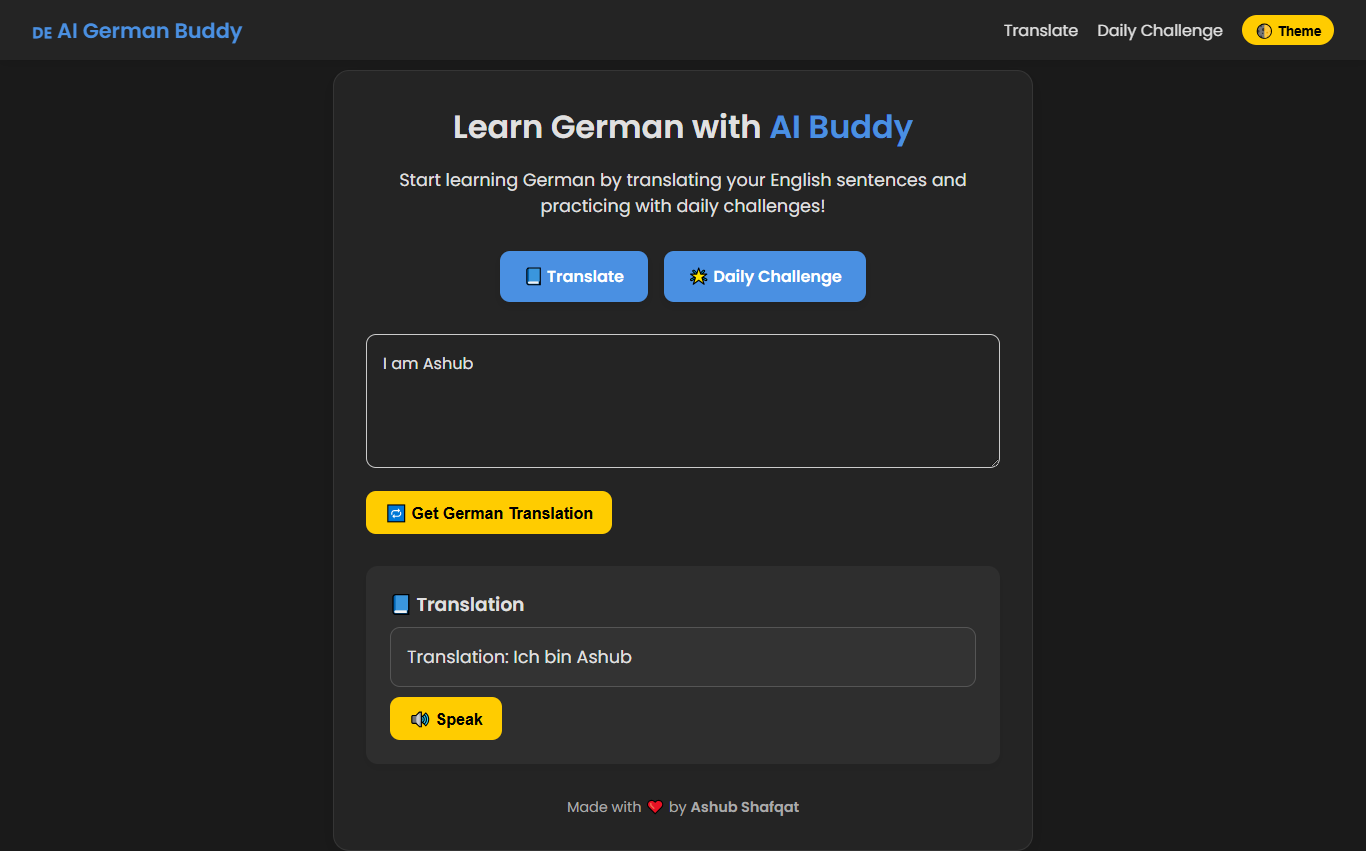 DE AI German Buddy
Translate
Daily Challenge
Theme
Learn German with AI Buddy
Start learning German by translating your English sentences and
practicing with daily challenges!
Translate
Daily Challenge
I am Ashub
Get German Translation
Translation
Translation: Ich bin Ashub
Speak
Made with ❤️ by Ashub Shafqat